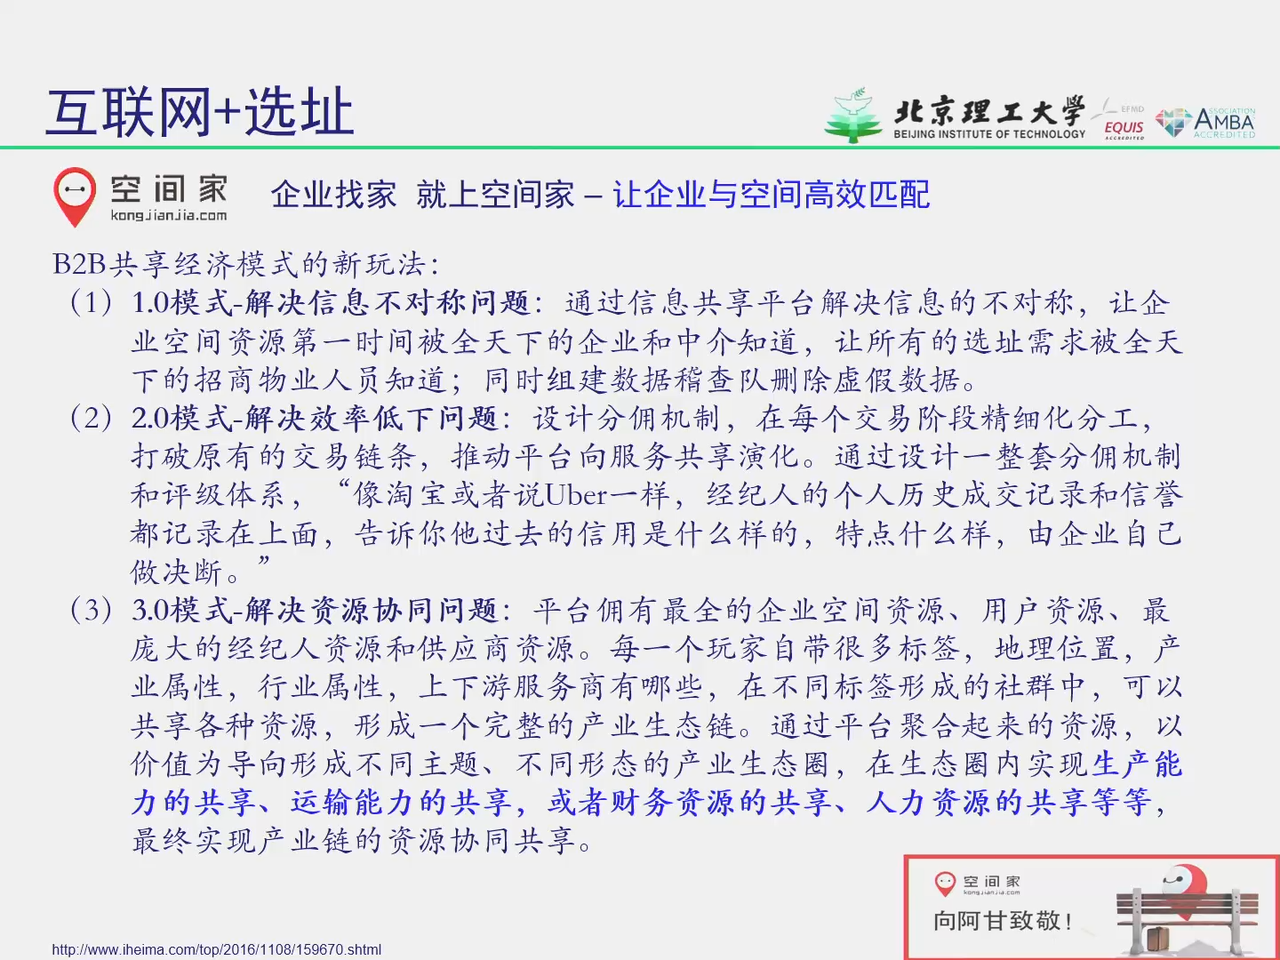 互联网+选址
北京理工大学
BEIJING INSTITUTE OF TECHNOLOGY
EFMD
EQUIS
ACCREDITED
ASSOCIATION
AMBA
ACCREDITED
空间家
kongjianjia.com
企业找家 就上空间家 – 让企业与空间高效匹配
B2B共享经济模式的新玩法：
（1）1.0模式-解决信息不对称问题：通过信息共享平台解决信息的不对称，让企
业空间资源第一时间被全天下的企业和中介知道，让所有的选址需求被全天
下的招商物业人员知道；同时组建数据稽查队删除虚假数据。
（2）2.0模式-解决效率低下问题：设计分佣机制，在每个交易阶段精细化分工，
打破原有的交易链条，推动平台向服务共享演化。通过设计一整套分佣机制
和评级体系，“像淘宝或者说Uber一样，经纪人的个人历史成交记录和信誉
都记录在上面，告诉你他过去的信用是什么样的，特点什么样，由企业自己
做决断。”
（3）3.0模式-解决资源协同问题：平台佣有最全的企业空间资源、用户资源、最
庞大的经纪人资源和供应商资源。每一个玩家自带很多标签，地理位置，产
业属性，行业属性，上下游服务商有哪些，在不同标签形成的社群中，可以
共享各种资源，形成一个完整的产业生态链。通过平台聚合起来的资源，以
价值为导向形成不同主题、不同形态的产业生态圈，在生态圈内实现生产能
力的共享、运输能力的共享，或者财务资源的共享、人力资源的共享等等，
最终实现产业链的资源协同共享。
空间家
kongjianjia.com
向阿甘致敬！
http://www.iheima.com/top/2016/1108/159670.shtml